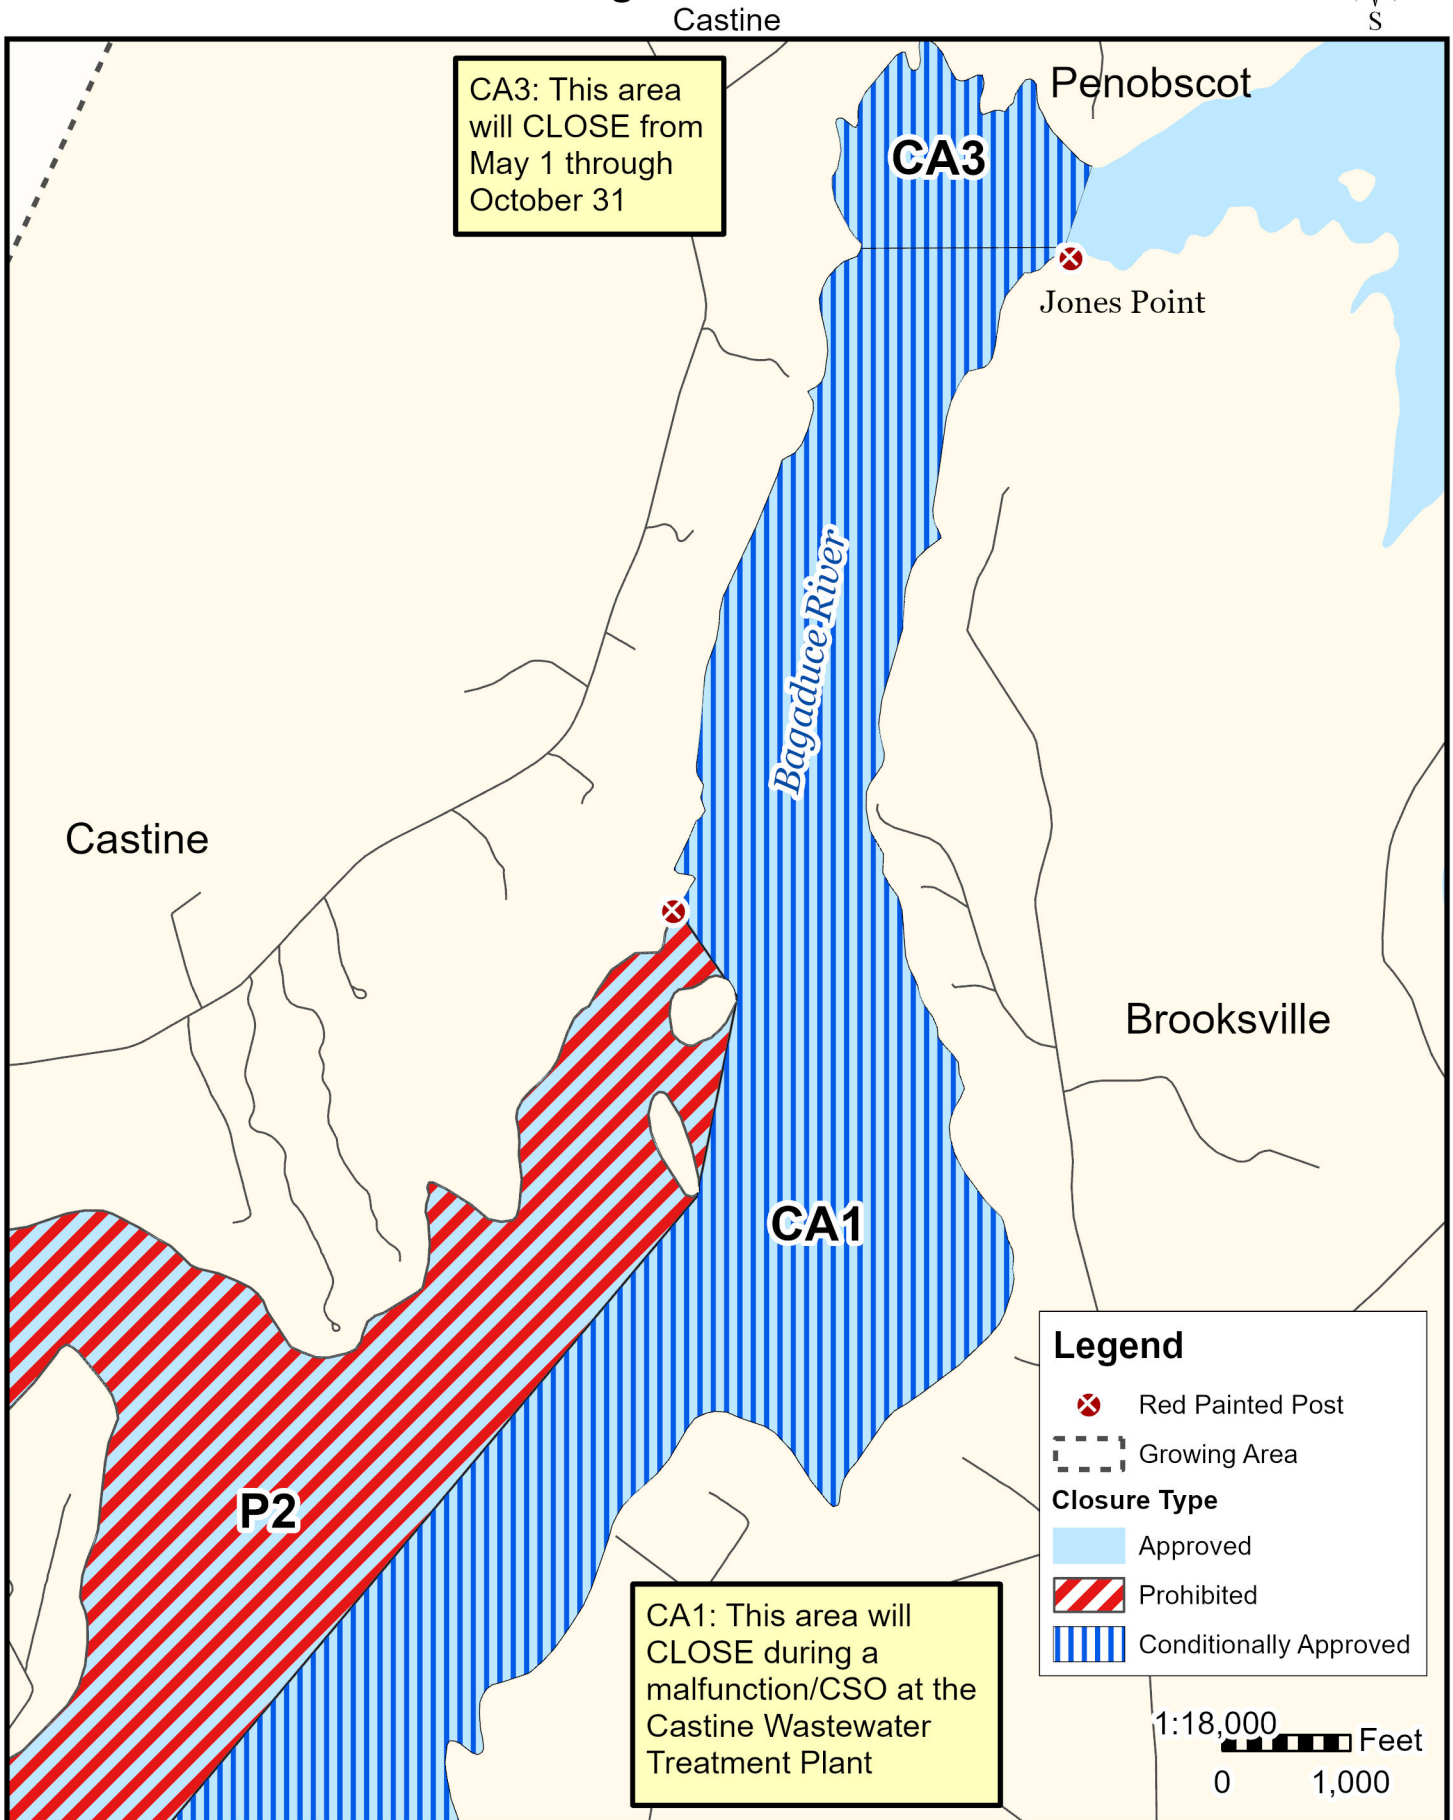 Castine
S
CA3: This area
will CLOSE from
May 1 through
October 31
Penobscot
CA3
Jones Point
Bagaduce River
Castine
Brooksville
CA1
P2
Legend
Red Painted Post
Growing Area
Closure Type
Approved
Prohibited
Conditionally Approved
CA1: This area will
CLOSE during a
malfunction/CSO at the
Castine Wastewater
Treatment Plant
1:18,000
Feet
0 1,000